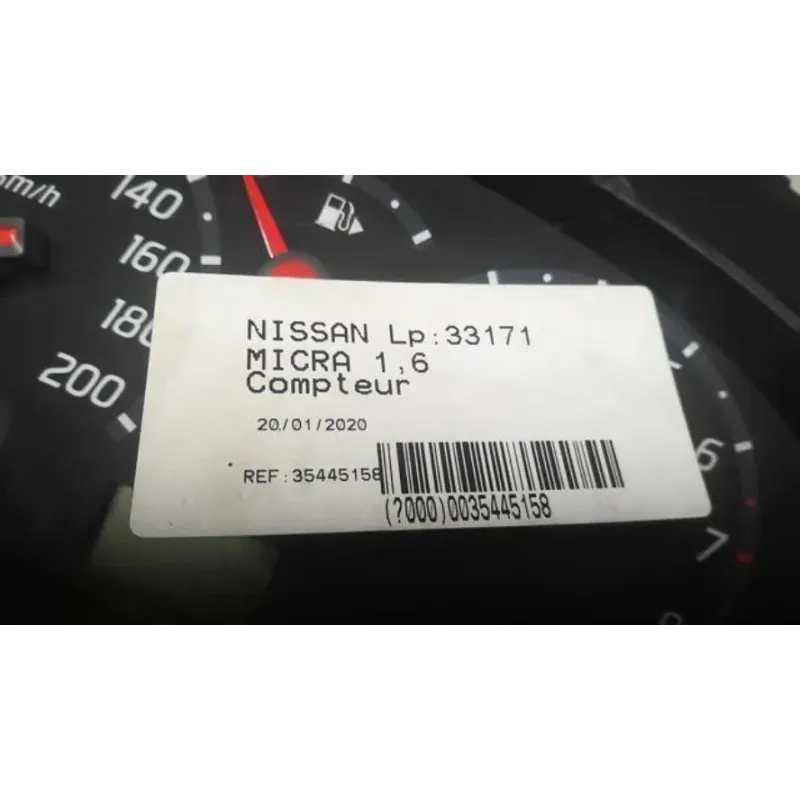 km/h
140
160
180
200
NISSAN Lp:33171
MICRA 1,6
Compteur
20/01/2020
REF:35445158
(?000)0035445158
6
7